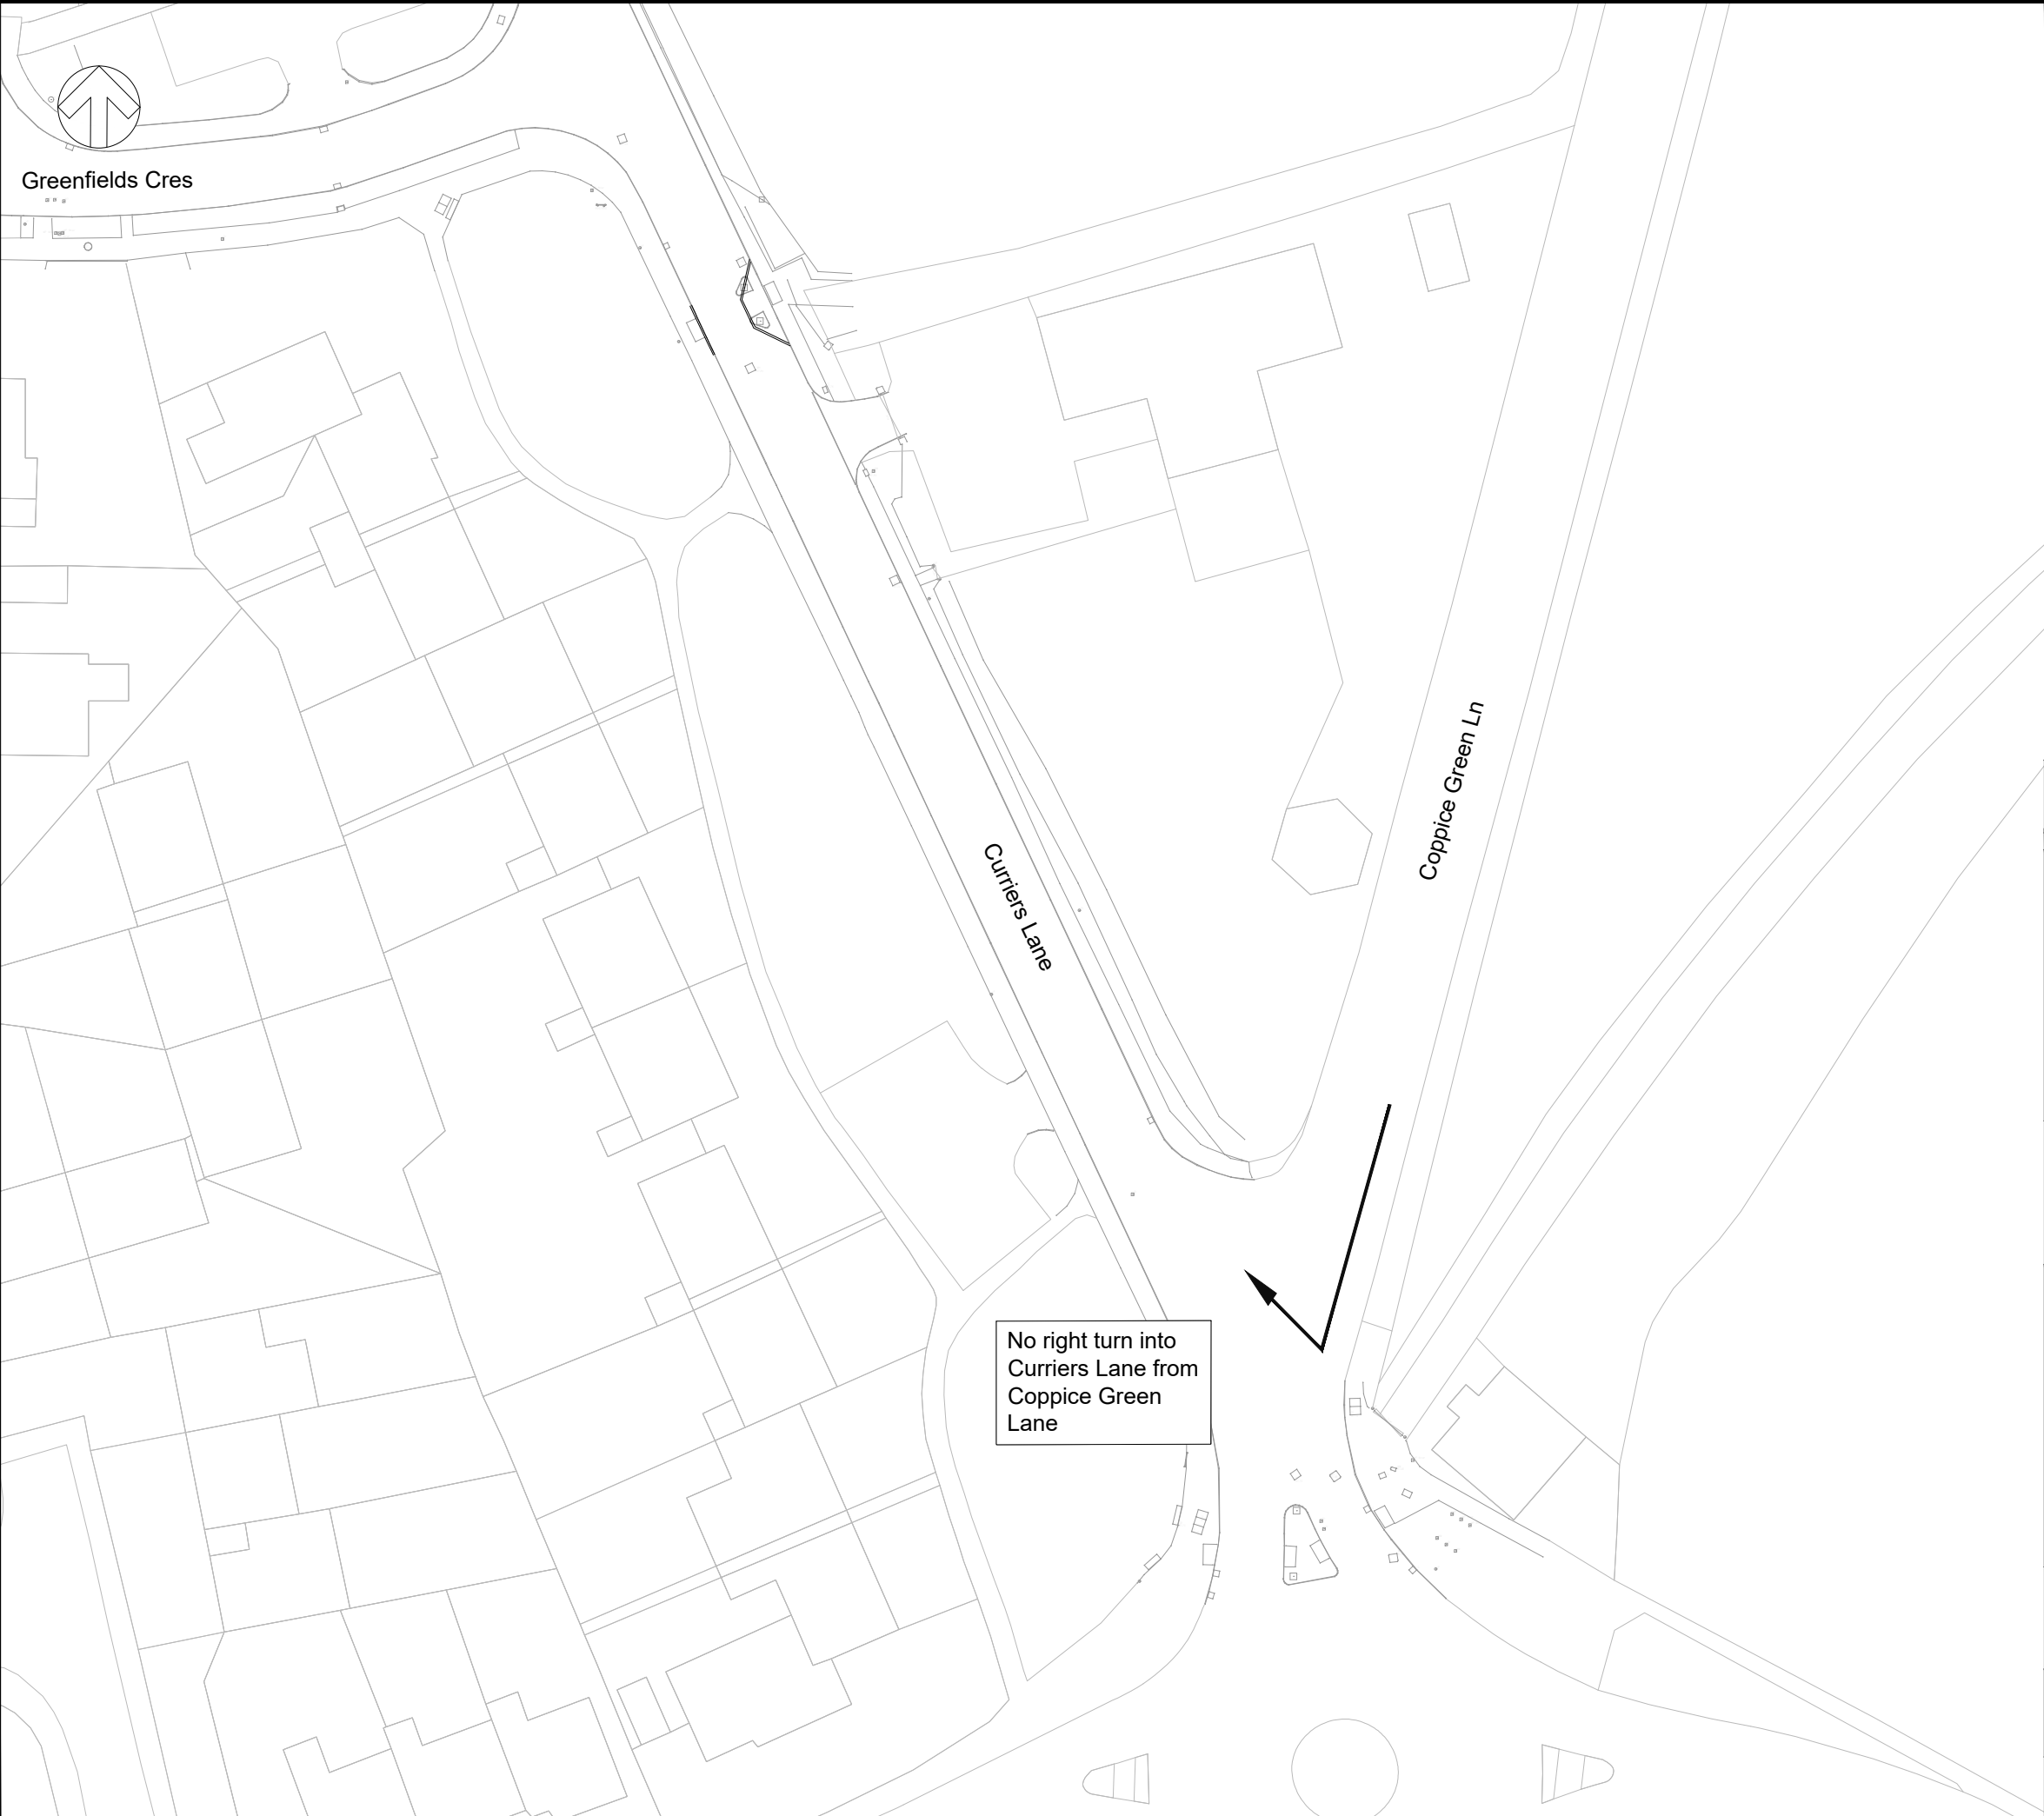 Greenfields Cres
Coppice Green Ln
Curriers Lane
No right turn into
Curriers Lane from
Coppice Green
Lane